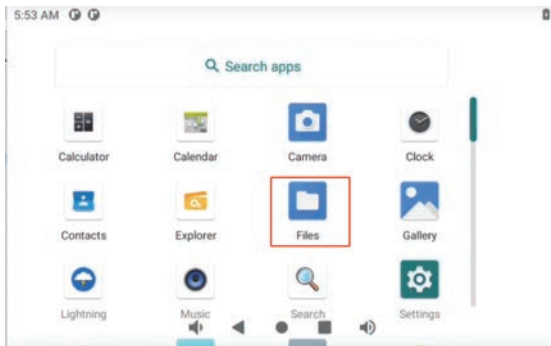 5:53 AM
Search apps
Calculator Calendar Camera Clock
Contacts Explorer Files Gallery
Lightning Music Search Settings